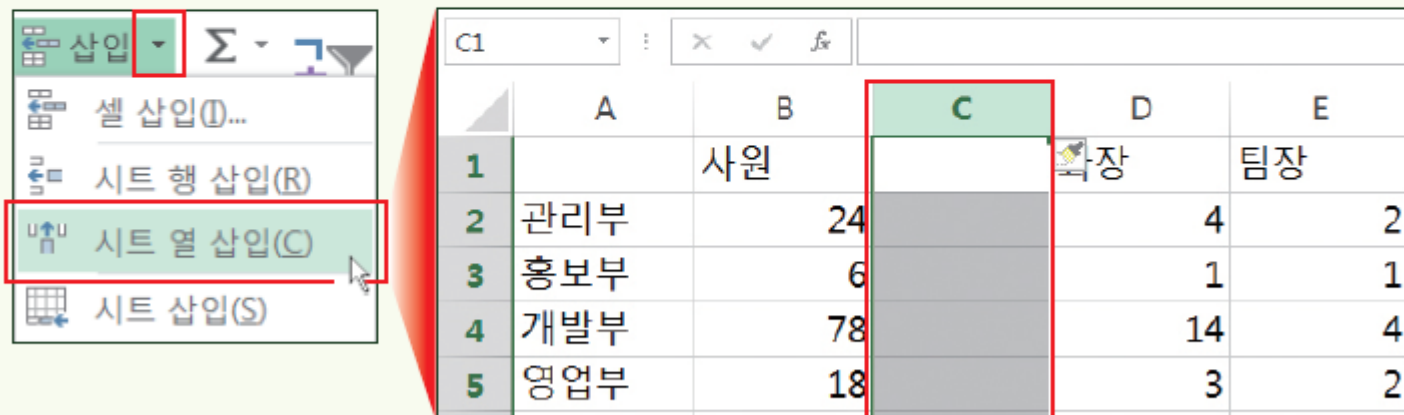 삽입 Σ
셀 삽입(I)...
시트 행 삽입(R)
시트 열 삽입(C)
시트 삽입(S)
C1 fx
A B C D E
1 사원 팀장
2 관리부 24 4 2
3 홍보부 6 1 1
4 개발부 78 14 4
5 영업부 18 3 2